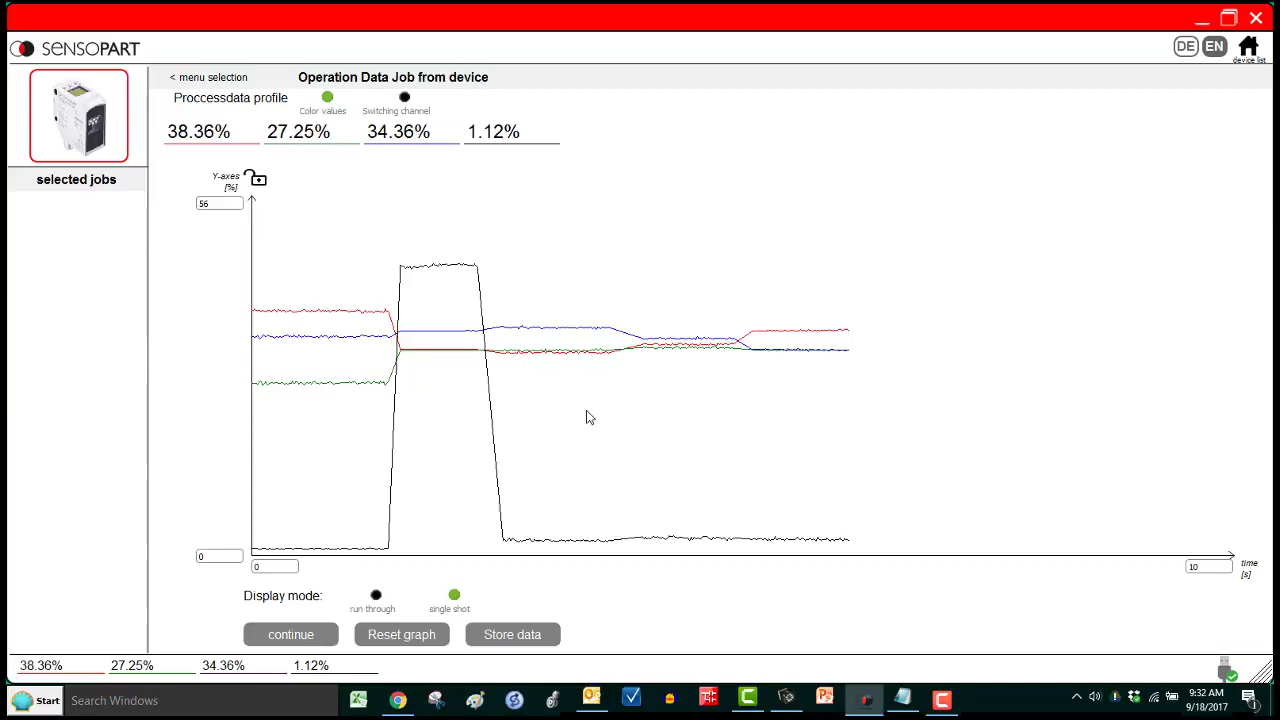 SENSOPART
DE EN
device list
< menu selection
Operation Data Job from device
Proccessdata profile
Color values
Switching channel
38.36% 27.25% 34.36% 1.12%
selected jobs
Y-axes
[%]
56
0
0
10
time
[s]
Display mode:
run through
single shot
continue
Reset graph
Store data
38.36% 27.25% 34.36% 1.12%
Start
Search Windows
9:32 AM
9/18/2017